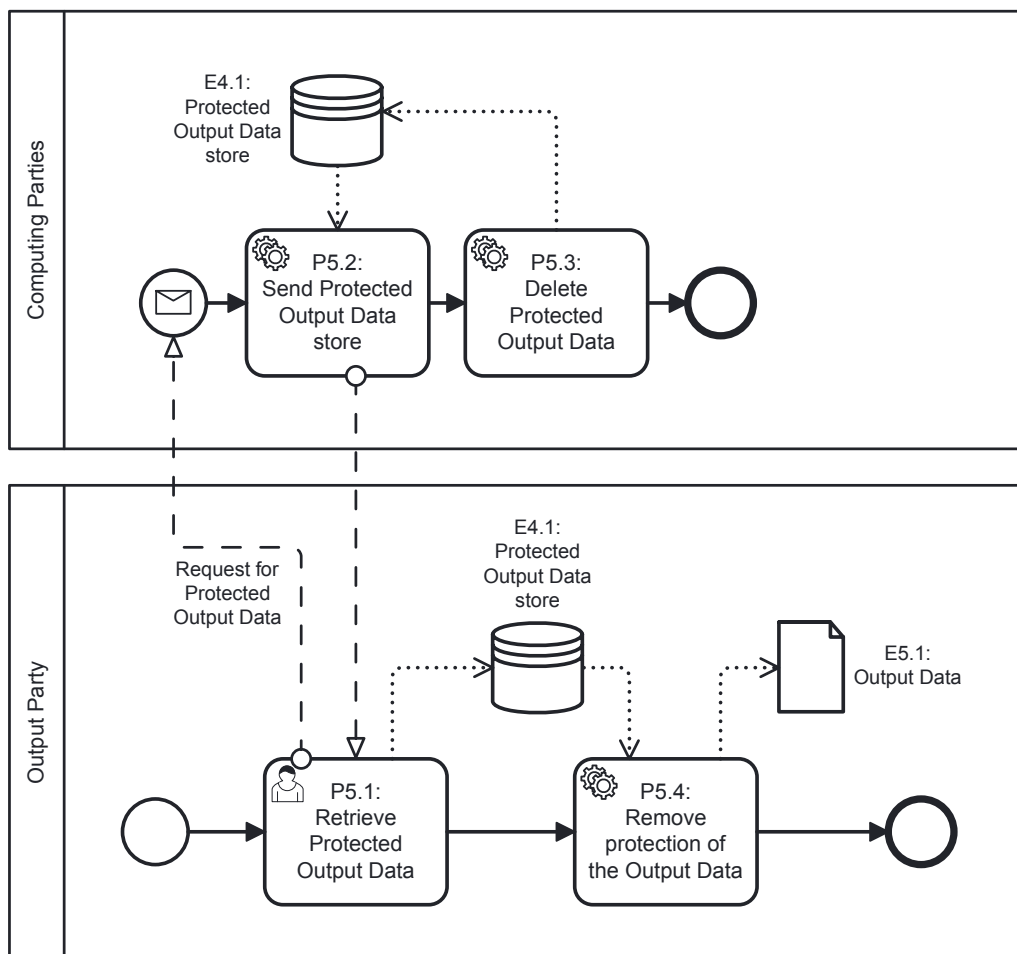 Computing Parties
E4.1:
Protected
Output Data
store
P5.2:
Send Protected
Output Data
store
P5.3:
Delete
Protected
Output Data
Output Party
Request for
Protected
Output Data
E4.1:
Protected
Output Data
store
E5.1:
Output Data
P5.1:
Retrieve
Protected
Output Data
P5.4:
Remove
protection of
the Output Data